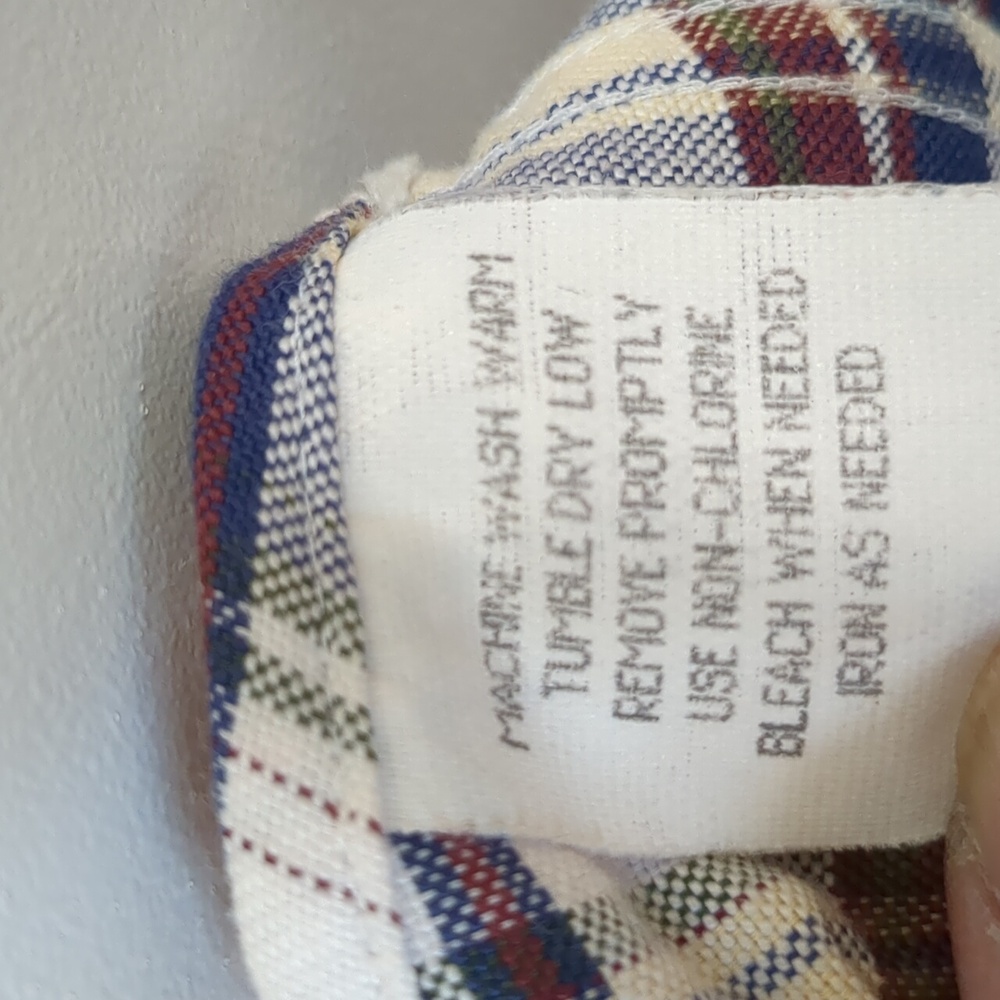 MACHINE WASH WARM
TUMBLE DRY LOW
REMOVE PROMPTLY
USE NON-CHLORINE
BLEACH WHEN NEEDED
IRON AS NEEDED